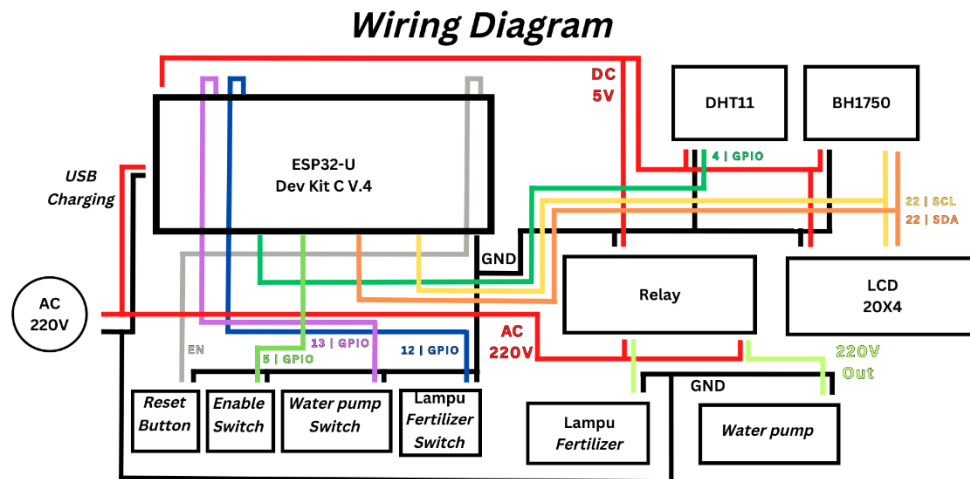 Wiring Diagram
DC
5V
DHT11
BH1750
ESP32-U
Dev Kit C V.4
4 | GPIO
USB
Charging
22 | SCL
22 | SDA
GND
AC
220V
Relay
LCD
20X4
EN
5 | GPIO
13 | GPIO
12 | GPIO
AC
220V
220V
Out
GND
Reset
Button
Enable
Switch
Water pump
Switch
Lampu
Fertilizer
Switch
Lampu
Fertilizer
Water pump